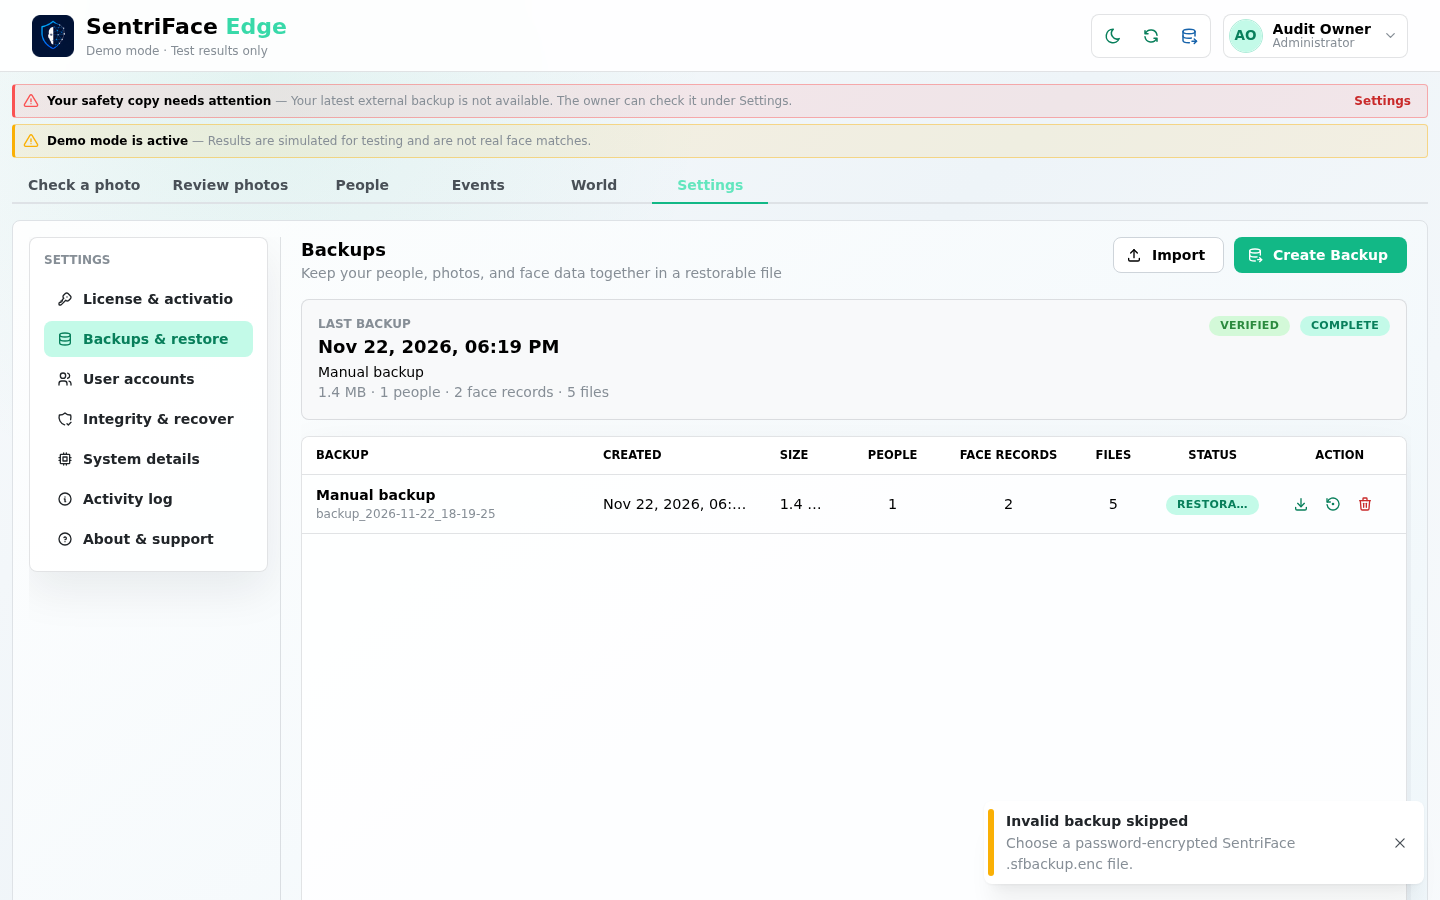 SentriFace Edge
Demo mode · Test results only
AO
Audit Owner
Administrator
Your safety copy needs attention — Your latest external backup is not available. The owner can check it under Settings.
Settings
Demo mode is active — Results are simulated for testing and are not real face matches.
Check a photo
Review photos
People
Events
World
Settings
SETTINGS
License & activatio
Backups & restore
User accounts
Integrity & recover
System details
Activity log
About & support
Backups
Keep your people, photos, and face data together in a restorable file
Import
Create Backup
LAST BACKUP
VERIFIED
COMPLETE
Nov 22, 2026, 06:19 PM
Manual backup
1.4 MB · 1 people · 2 face records · 5 files
BACKUP CREATED SIZE PEOPLE FACE RECORDS FILES STATUS ACTION
Manual backup
backup_2026-11-22_18-19-25
Nov 22, 2026, 06:... 1.4 ... 1 2 5 RESTORA...
Invalid backup skipped
Choose a password-encrypted SentriFace
.sfbackup.enc file.